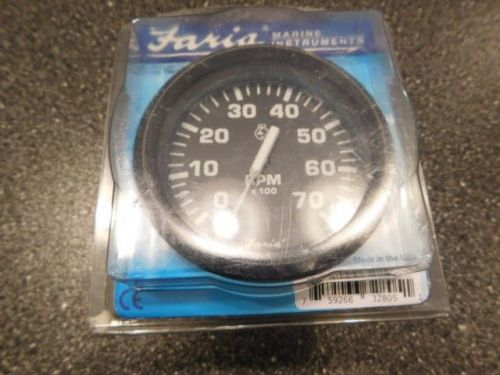 Faria
MARINE
INSTRUMENTS
30 40
20 50
10 60
RPM
x 100
0 70
Faria
Made in the
CE
7 59266 32805 1